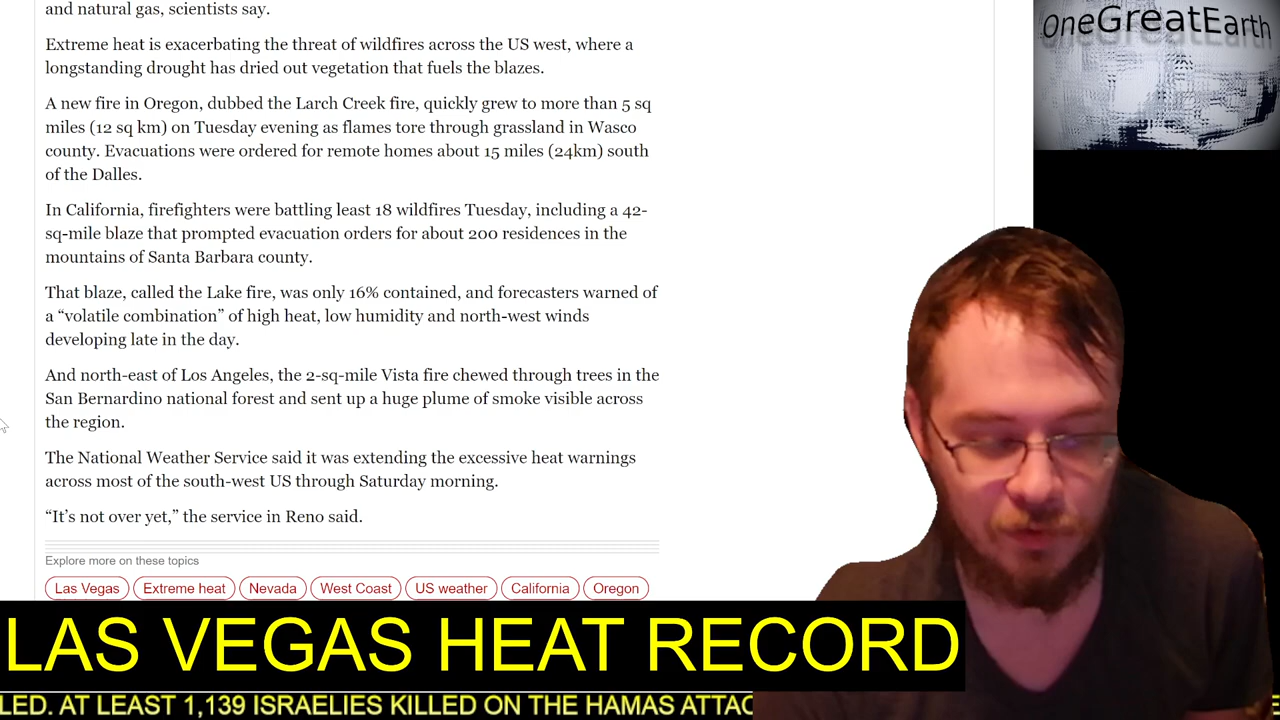 and natural gas, scientists say.
Extreme heat is exacerbating the threat of wildfires across the US west, where a
longstanding drought has dried out vegetation that fuels the blazes.
A new fire in Oregon, dubbed the Larch Creek fire, quickly grew to more than 5 sq
miles (12 sq km) on Tuesday evening as flames tore through grassland in Wasco
county. Evacuations were ordered for remote homes about 15 miles (24km) south
of the Dalles.
In California, firefighters were battling least 18 wildfires Tuesday, including a 42-
sq-mile blaze that prompted evacuation orders for about 200 residences in the
mountains of Santa Barbara county.
That blaze, called the Lake fire, was only 16% contained, and forecasters warned of
a “volatile combination” of high heat, low humidity and north-west winds
developing late in the day.
And north-east of Los Angeles, the 2-sq-mile Vista fire chewed through trees in the
San Bernardino national forest and sent up a huge plume of smoke visible across
the region.
The National Weather Service said it was extending the excessive heat warnings
across most of the south-west US through Saturday morning.
“It’s not over yet,” the service in Reno said.
Explore more on these topics
Las Vegas Extreme heat Nevada West Coast US weather California Oregon
OneGreatEarth
LAS VEGAS HEAT RECORD
LED. AT LEAST 1,139 ISRAELIES KILLED ON THE HAMAS ATTAC